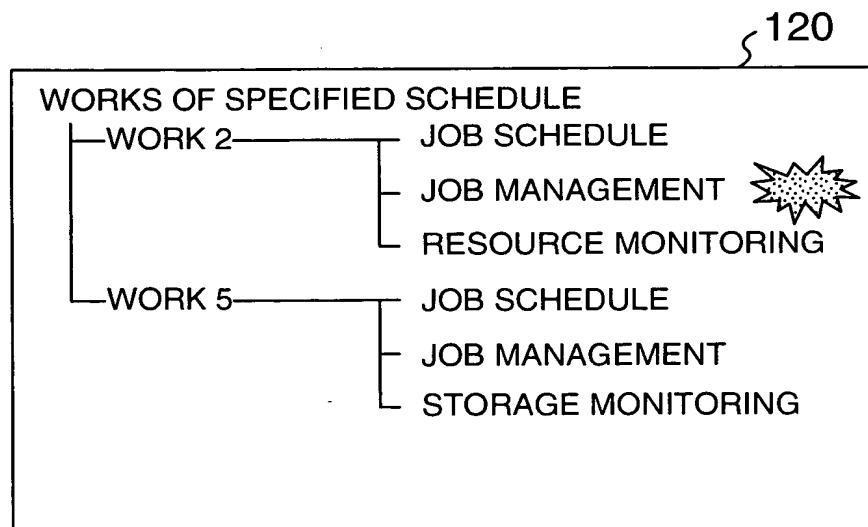 120
WORKS OF SPECIFIED SCHEDULE
WORK 2 JOB SCHEDULE
JOB MANAGEMENT
RESOURCE MONITORING
WORK 5 JOB SCHEDULE
JOB MANAGEMENT
STORAGE MONITORING